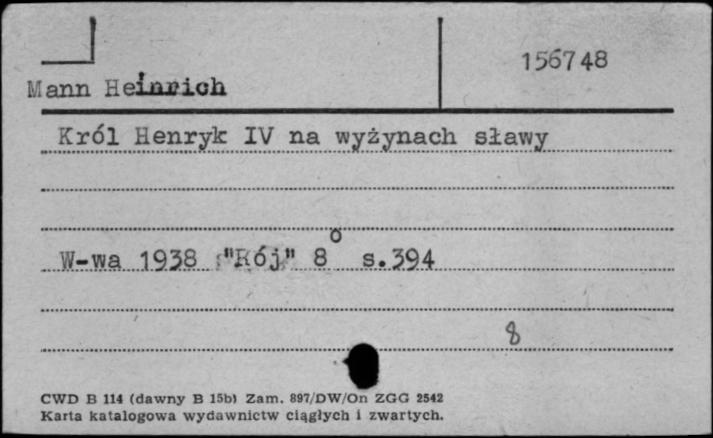 156748
Mann Heinrich
Król Henryk IV na wyżynach sławy
W-wa 1938 "Rój" 8o s.394
8
CWD B 114 (dawny B 15b) Zam. 897/DW/On ZGG 2542
Karta katalogowa wydawnictw ciągłych i zwartych.